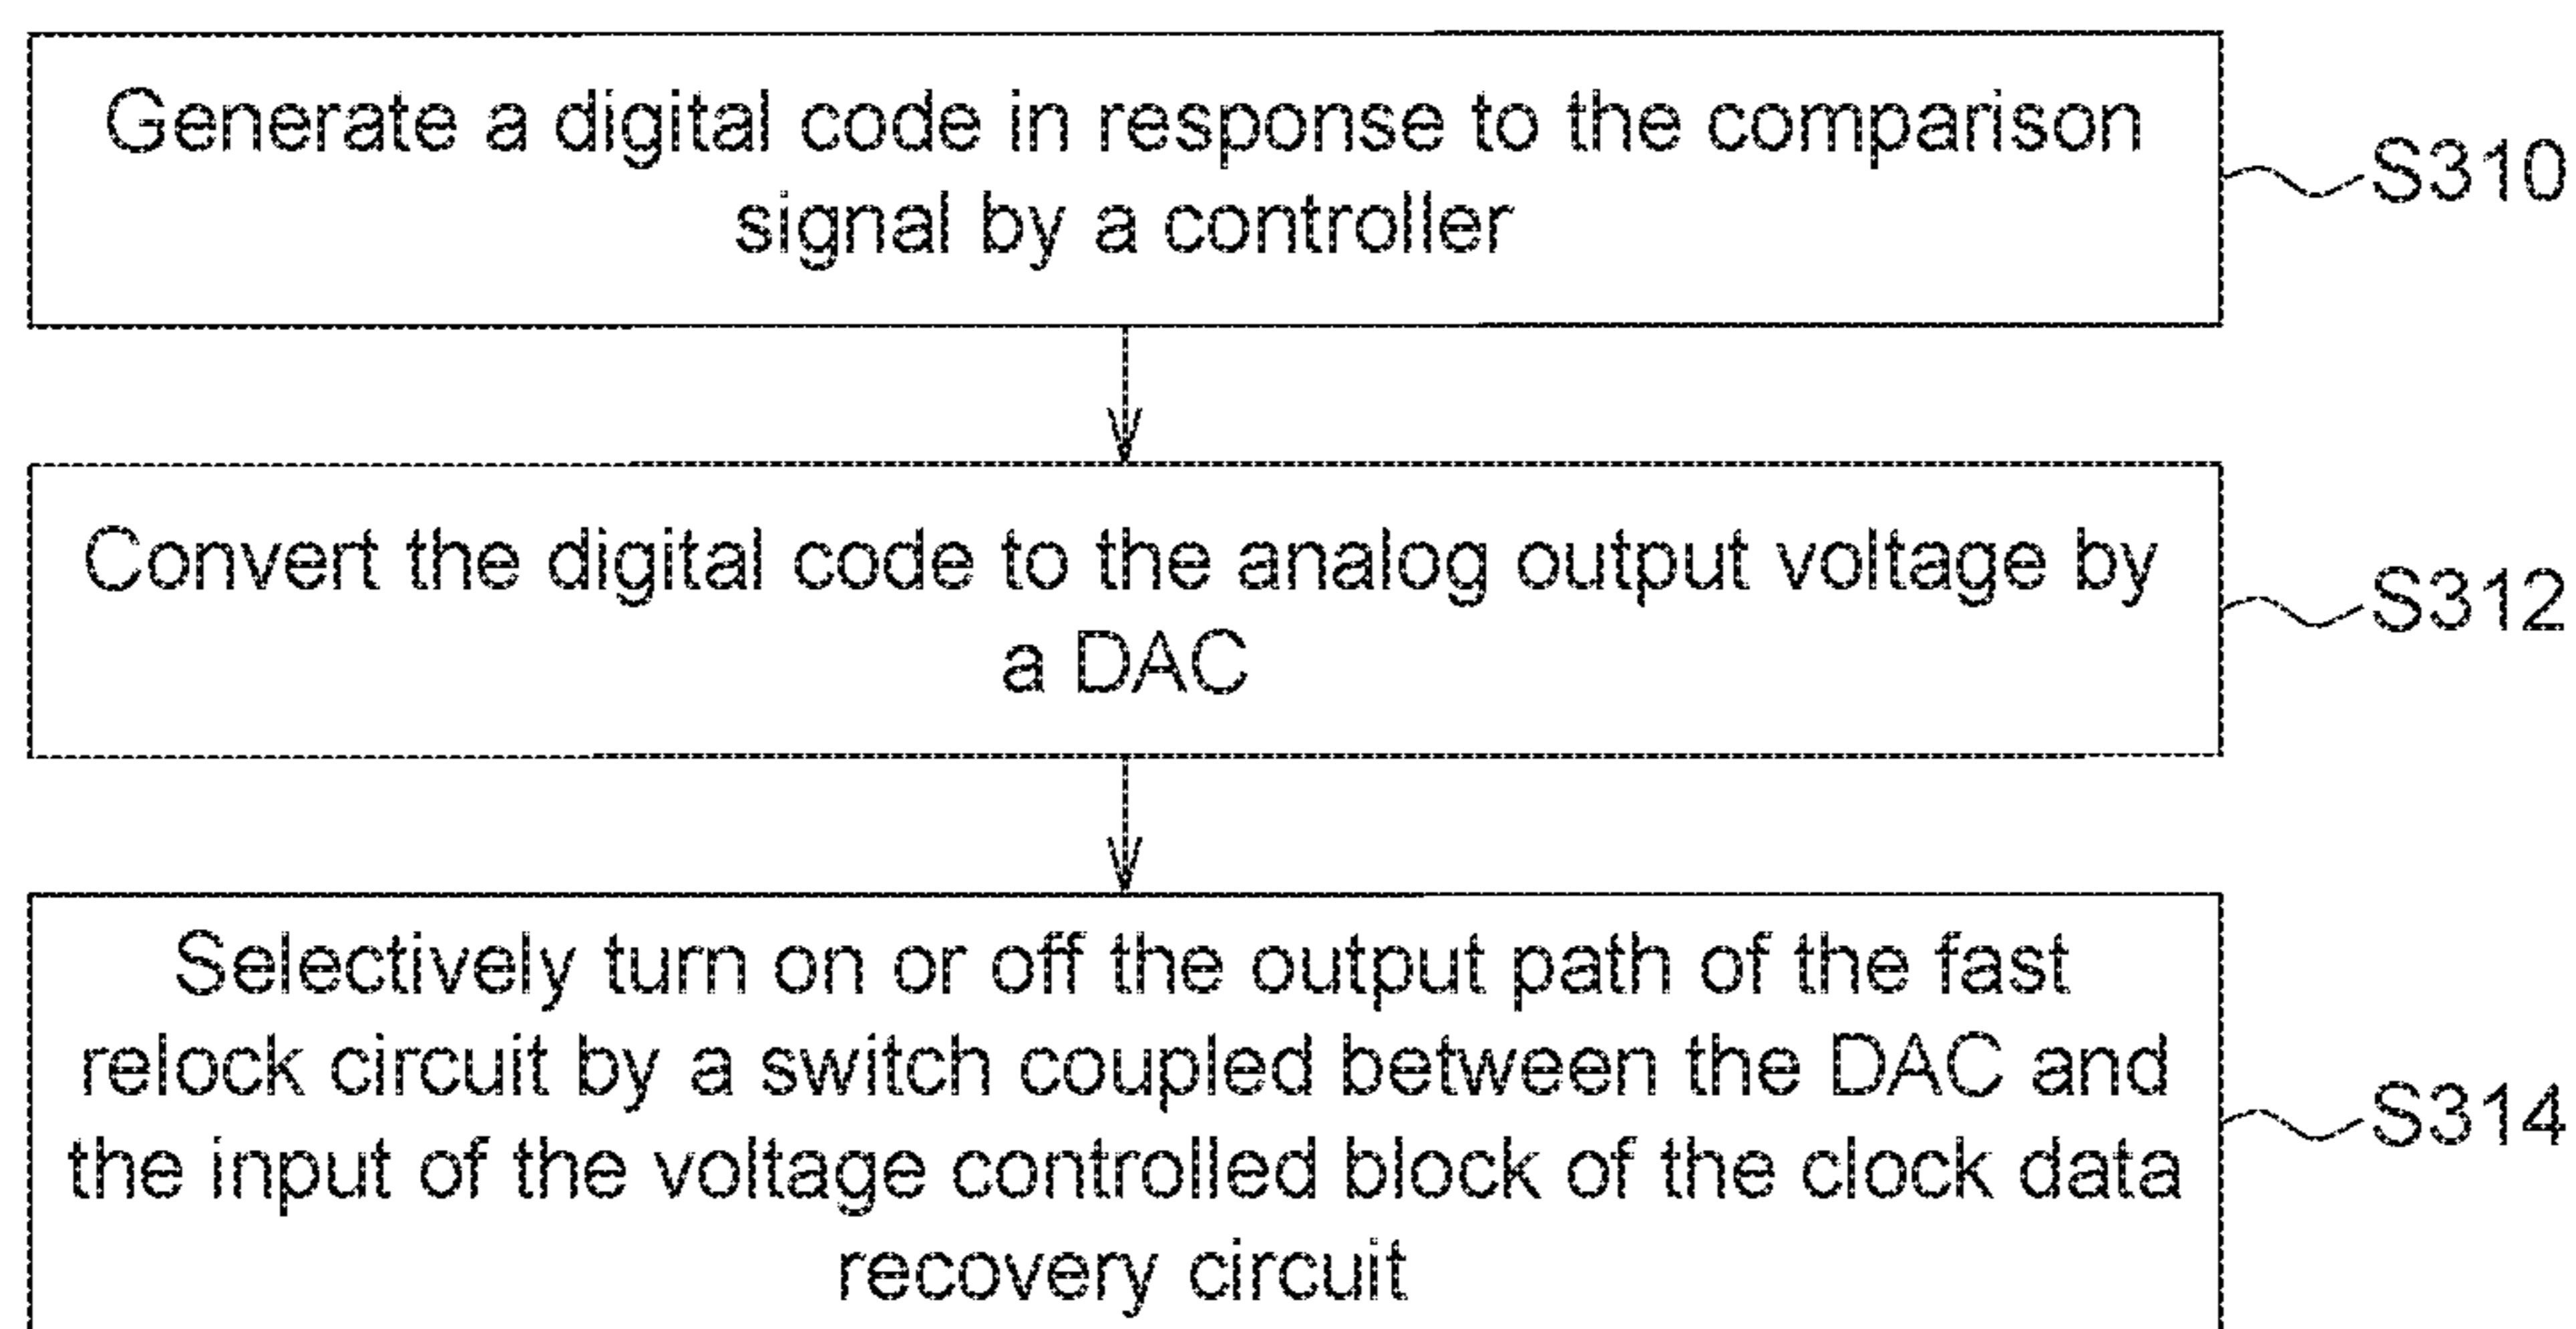 Generate a digital code in response to the comparison
signal by a controller
S310
Convert the digital code to the analog output voltage by
a DAC
S312
Selectively turn on or off the output path of the fast
relock circuit by a switch coupled between the DAC and
the input of the voltage controlled block of the clock data
recovery circuit
S314